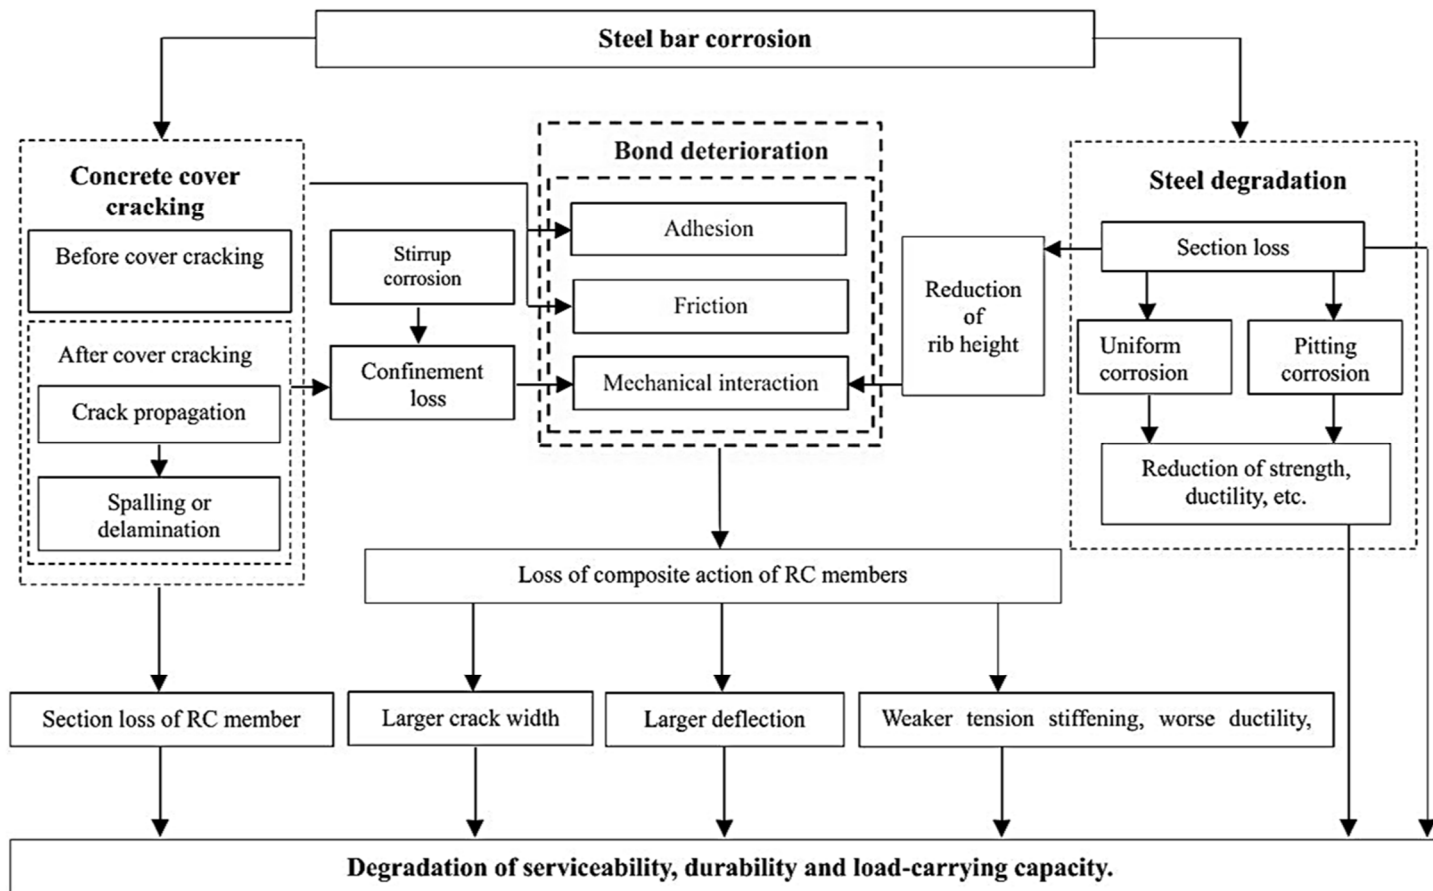 Steel bar corrosion
Concrete cover
cracking
Before cover cracking
After cover cracking
Crack propagation
Spalling or
delamination
Stirrup
corrosion
Confinement
loss
Bond deterioration
Adhesion
Friction
Mechanical interaction
Reduction
of
rib height
Steel degradation
Section loss
Uniform
corrosion
Pitting
corrosion
Reduction of strength,
ductility, etc.
Loss of composite action of RC members
Section loss of RC member
Larger crack width
Larger deflection
Weaker tension stiffening, worse ductility,
Degradation of serviceability, durability and load-carrying capacity.